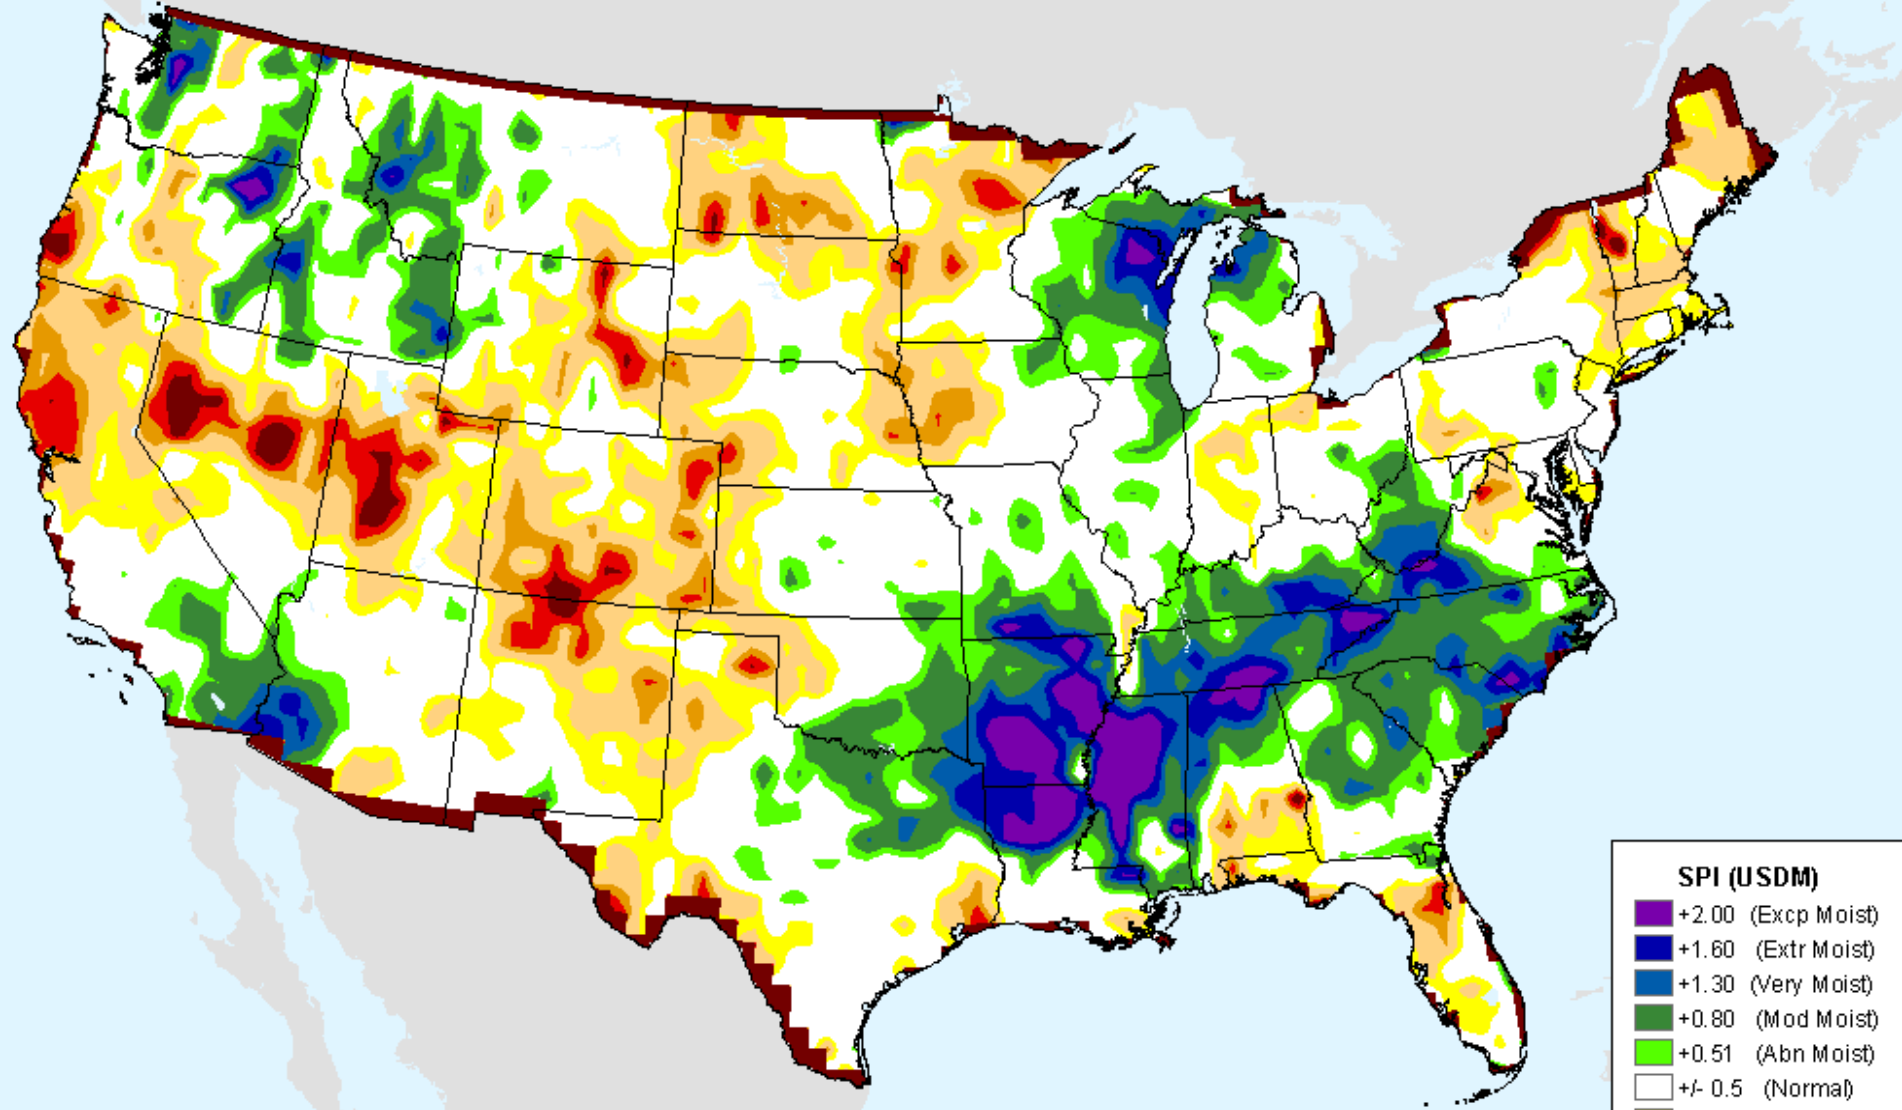 SPI (USDM)
+2.00 (Excp Moist)
+1.60 (Extr Moist)
+1.30 (Very Moist)
+0.80 (Mod Moist)
+0.51 (Abn Moist)
+/- 0.5 (Normal)